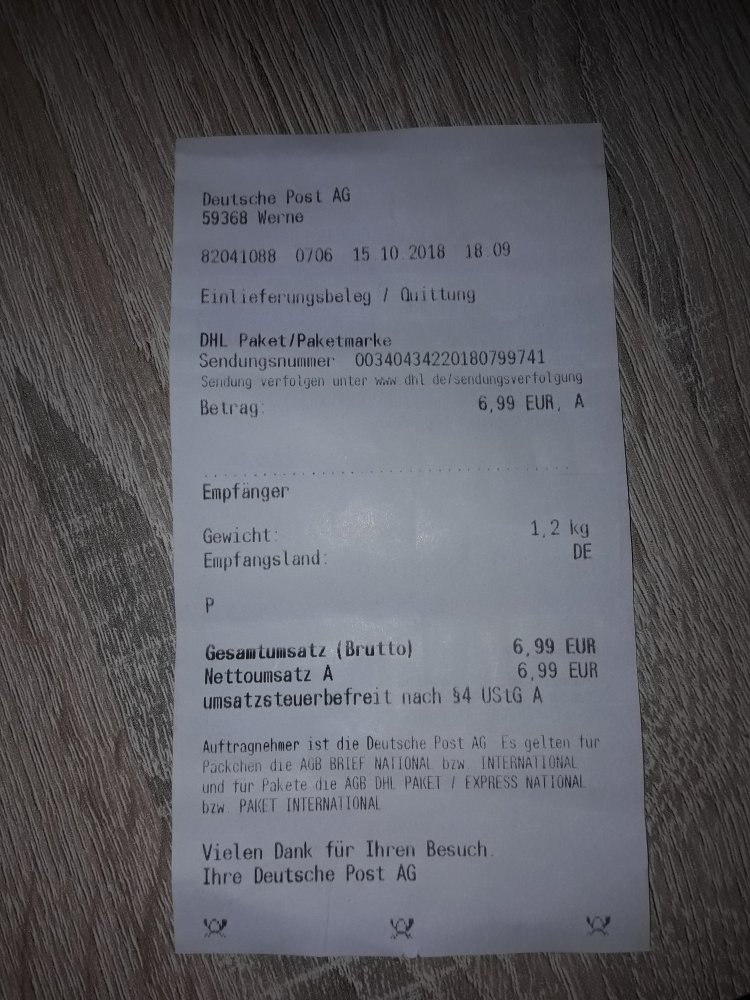 Deutsche Post AG
59368 Werne
82041088 0706 15.10.2018 18.09
Einlieferungsbeleg / Quittung
DHL Paket/Paketmarke
Sendungsnummer 00340434220180799741
Sendung verfolgen unter www.dhl.de/sendungsverfolgung
Betrag: 6,99 EUR, A
Empfänger
Gewicht: 1,2 kg
Empfangsland: DE
P
Gesamtumsatz (Brutto) 6,99 EUR
Nettoumsatz A 6,99 EUR
umsatzsteuerbefreit nach §4 UStG A
Auftragnehmer ist die Deutsche Post AG. Es gelten für
Päckchen die AGB BRIEF NATIONAL bzw. INTERNATIONAL
und für Pakete die AGB DHL PAKET / EXPRESS NATIONAL
bzw. PAKET INTERNATIONAL
Vielen Dank für Ihren Besuch.
Ihre Deutsche Post AG